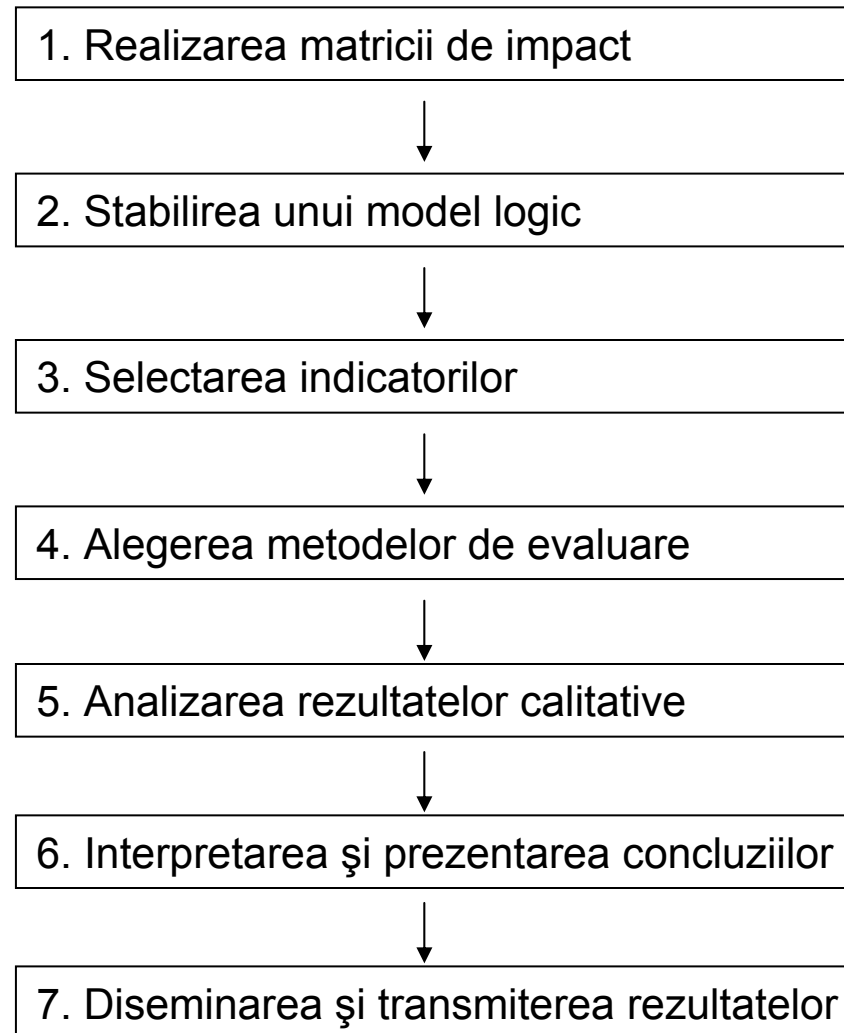 1. Realizarea matricii de impact
2. Stabilirea unui model logic
3. Selectarea indicatorilor
4. Alegerea metodelor de evaluare
5. Analizarea rezultatelor calitative
6. Interpretarea şi prezentarea concluziilor
7. Diseminarea şi transmiterea rezultatelor